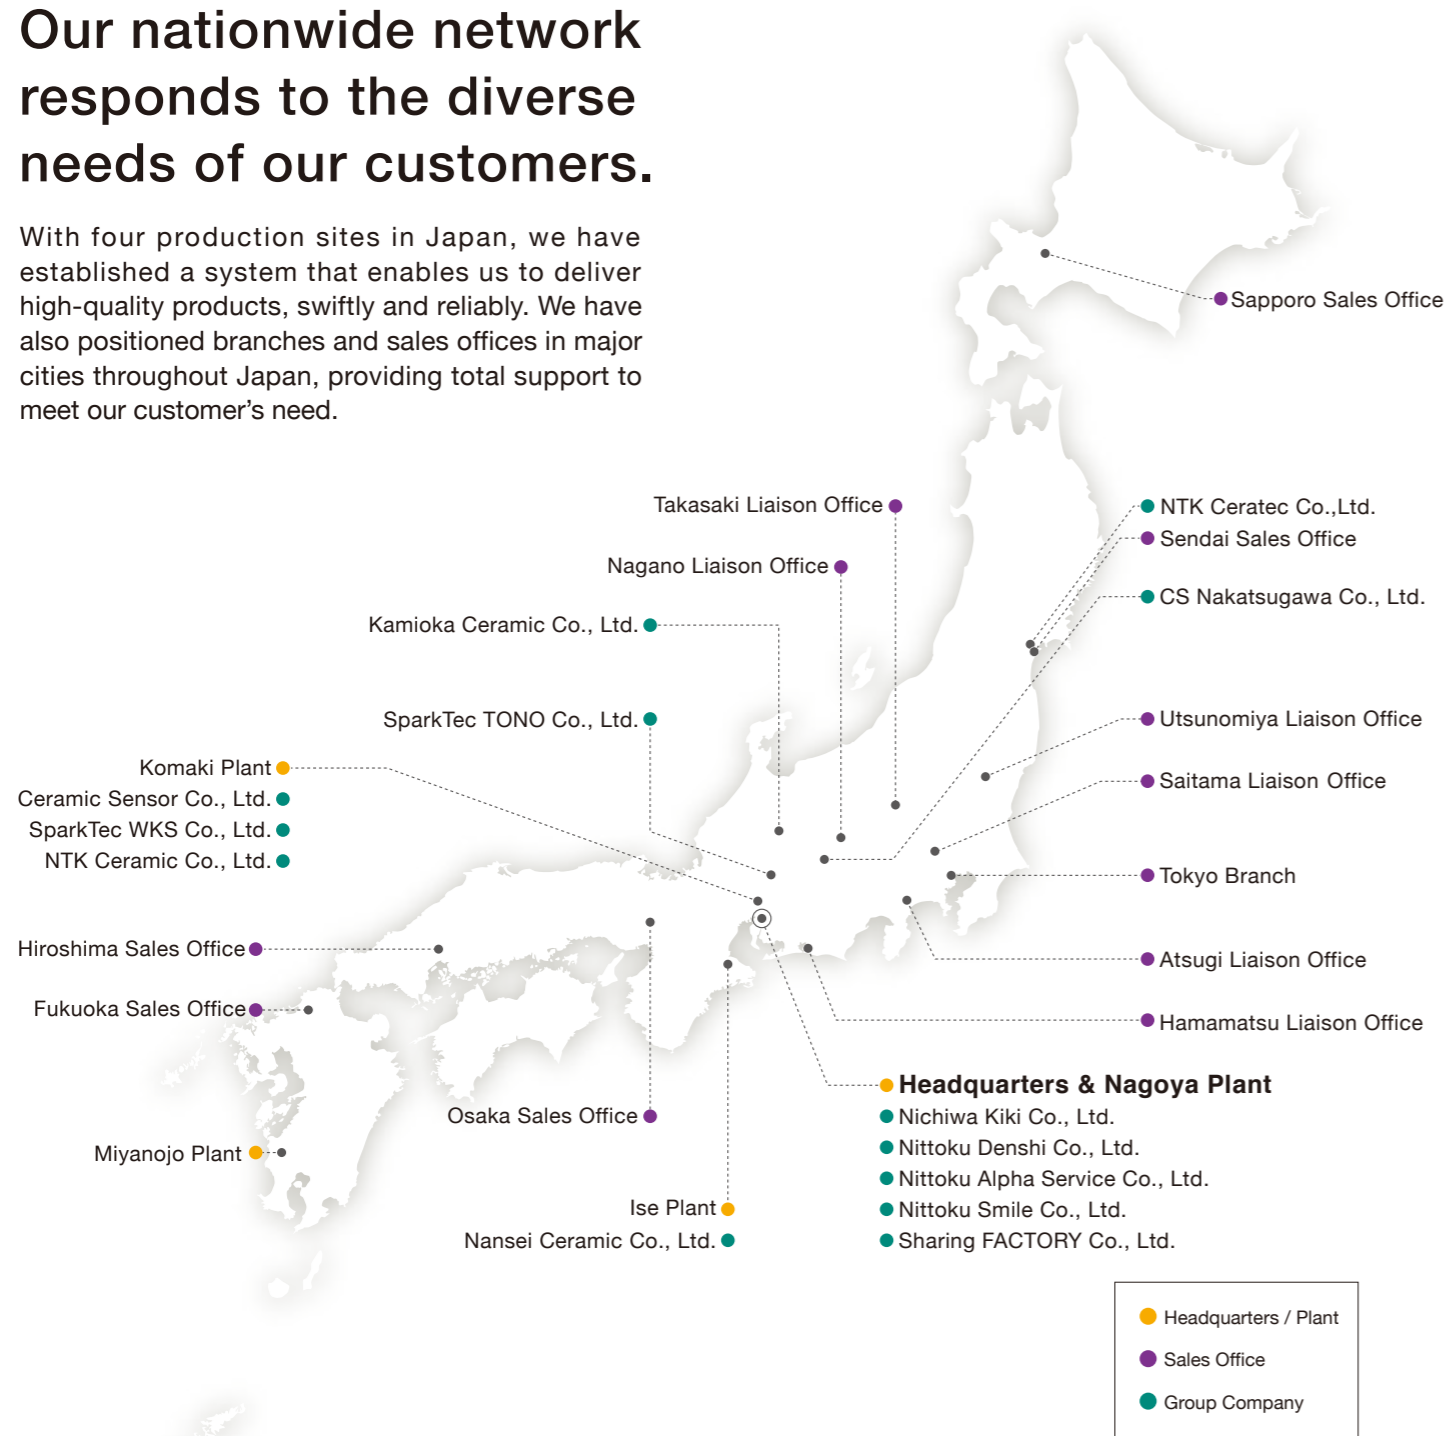 Our nationwide network
responds to the diverse
needs of our customers.
With four production sites in Japan, we have
established a system that enables us to deliver
high-quality products, swiftly and reliably. We have
also positioned branches and sales offices in major
cities throughout Japan, providing total support to
meet our customer’s need.
Sapporo Sales Office
Takasaki Liaison Office
Nagano Liaison Office
Kamioka Ceramic Co., Ltd.
SparkTec TONO Co., Ltd.
Komaki Plant
Ceramic Sensor Co., Ltd.
SparkTec WKS Co., Ltd.
NTK Ceramic Co., Ltd.
Hiroshima Sales Office
Fukuoka Sales Office
Miyanojo Plant
Osaka Sales Office
Ise Plant
Nansei Ceramic Co., Ltd.
NTK Ceratec Co.,Ltd.
Sendai Sales Office
CS Nakatsugawa Co., Ltd.
Utsunomiya Liaison Office
Saitama Liaison Office
Tokyo Branch
Atsugi Liaison Office
Hamamatsu Liaison Office
Headquarters & Nagoya Plant
Nichiwa Kiki Co., Ltd.
Nittoku Denshi Co., Ltd.
Nittoku Alpha Service Co., Ltd.
Nittoku Smile Co., Ltd.
Sharing FACTORY Co., Ltd.
Headquarters / Plant
Sales Office
Group Company